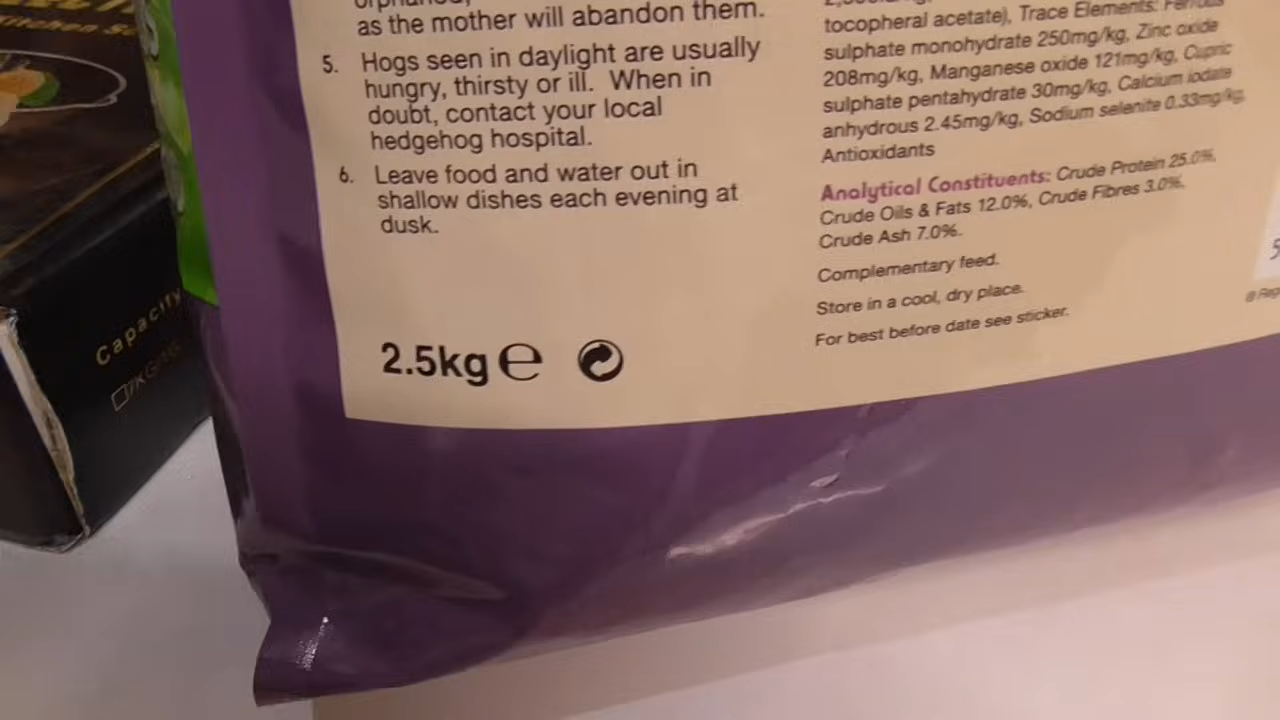 as the mother will abandon them.
5. Hogs seen in daylight are usually
hungry, thirsty or ill. When in
doubt, contact your local
hedgehog hospital.
6. Leave food and water out in
shallow dishes each evening at
dusk.
2.5kg e
tocopheral acetate), Trace Elements: Ferrous
sulphate monohydrate 250mg/kg, Zinc oxide
208mg/kg, Manganese oxide 121mg/kg, Cupric
sulphate pentahydrate 30mg/kg, Calcium iodate
anhydrous 2.45mg/kg, Sodium selenite 0.33mg/kg,
Antioxidants
Analytical Constituents: Crude Protein 25.0%,
Crude Oils & Fats 12.0%, Crude Fibres 3.0%,
Crude Ash 7.0%.
Complementary feed.
Store in a cool, dry place.
For best before date see sticker.
Capacity